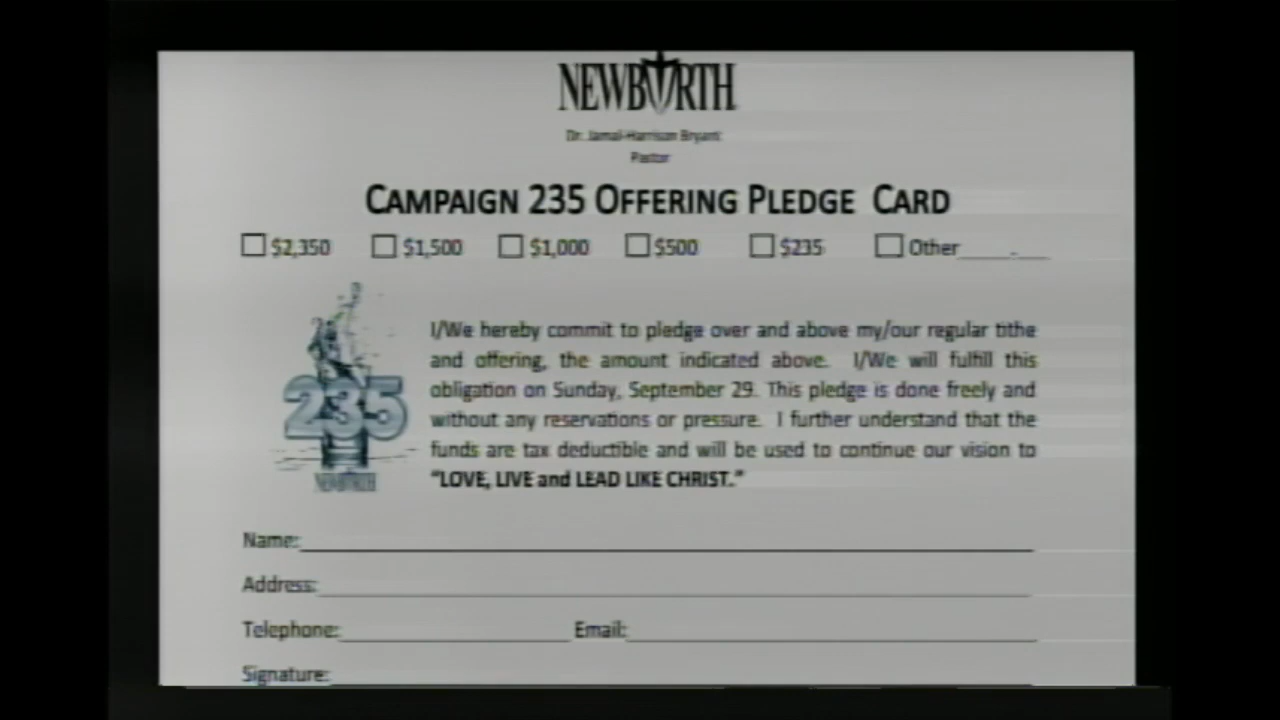 NEWBIRTH
Dr. Jamal-Harrison Bryant
Pastor
CAMPAIGN 235 OFFERING PLEDGE CARD
$2,350 $1,500 $1,000 $500 $235 Other______
I/We hereby commit to pledge over and above my/our regular tithe
and offering, the amount indicated above. I/We will fulfill this
obligation on Sunday, September 29. This pledge is done freely and
without any reservations or pressure. I further understand that the
funds are tax deductible and will be used to continue our vision to
"LOVE, LIVE and LEAD LIKE CHRIST."
235
NEWBIRTH
Name:
Address:
Telephone: Email:
Signature: